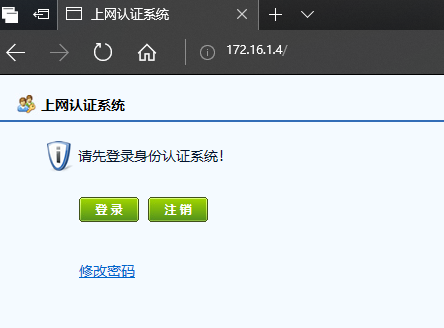 上网认证系统
172.16.1.4/
上网认证系统
请先登录身份认证系统!
登 录 注 销
修改密码